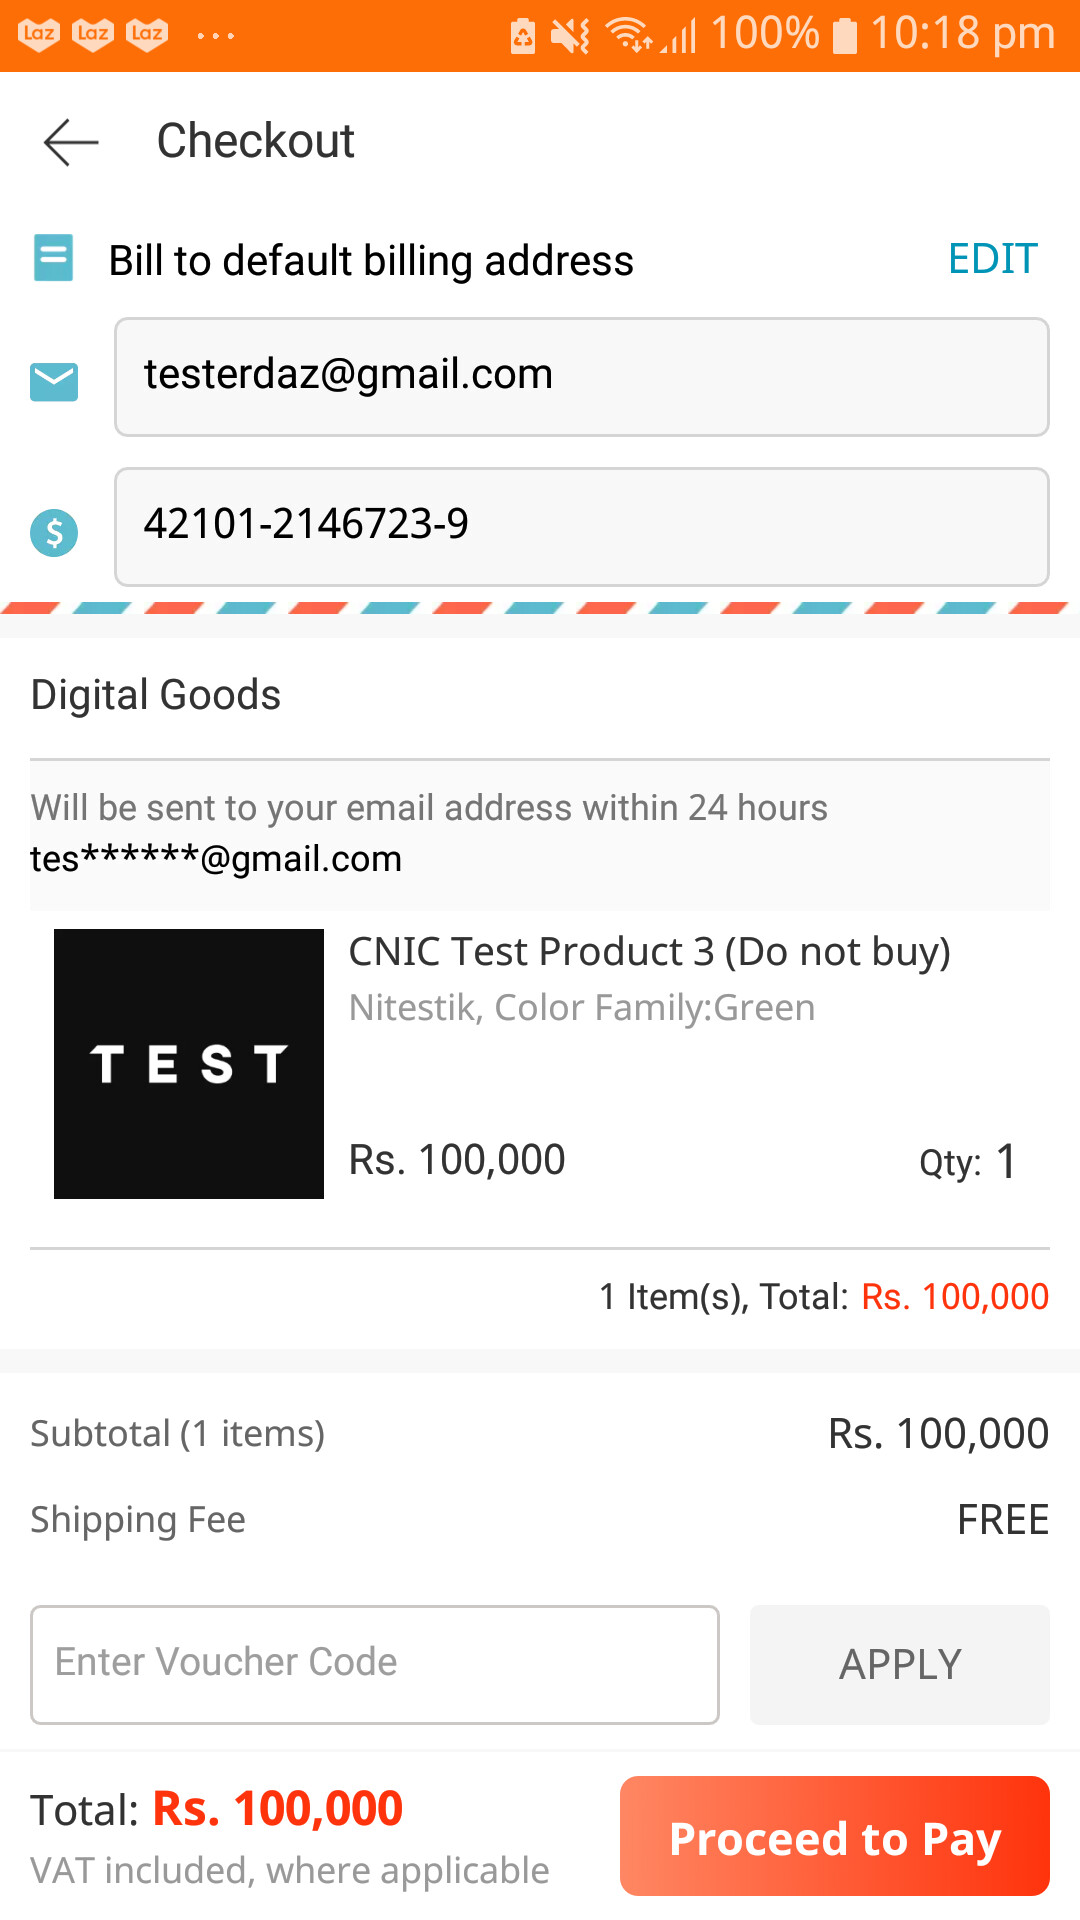 Laz Laz Laz ... 100% 10:18 pm
Checkout
Bill to default billing address EDIT
testerdaz@gmail.com
$ 42101-2146723-9
Digital Goods
Will be sent to your email address within 24 hours
tes******@gmail.com
CNIC Test Product 3 (Do not buy)
Nitestik, Color Family:Green
TEST
Rs. 100,000 Qty: 1
1 Item(s), Total: Rs. 100,000
Subtotal (1 items) Rs. 100,000
Shipping Fee FREE
Enter Voucher Code APPLY
Total: Rs. 100,000
VAT included, where applicable
Proceed to Pay